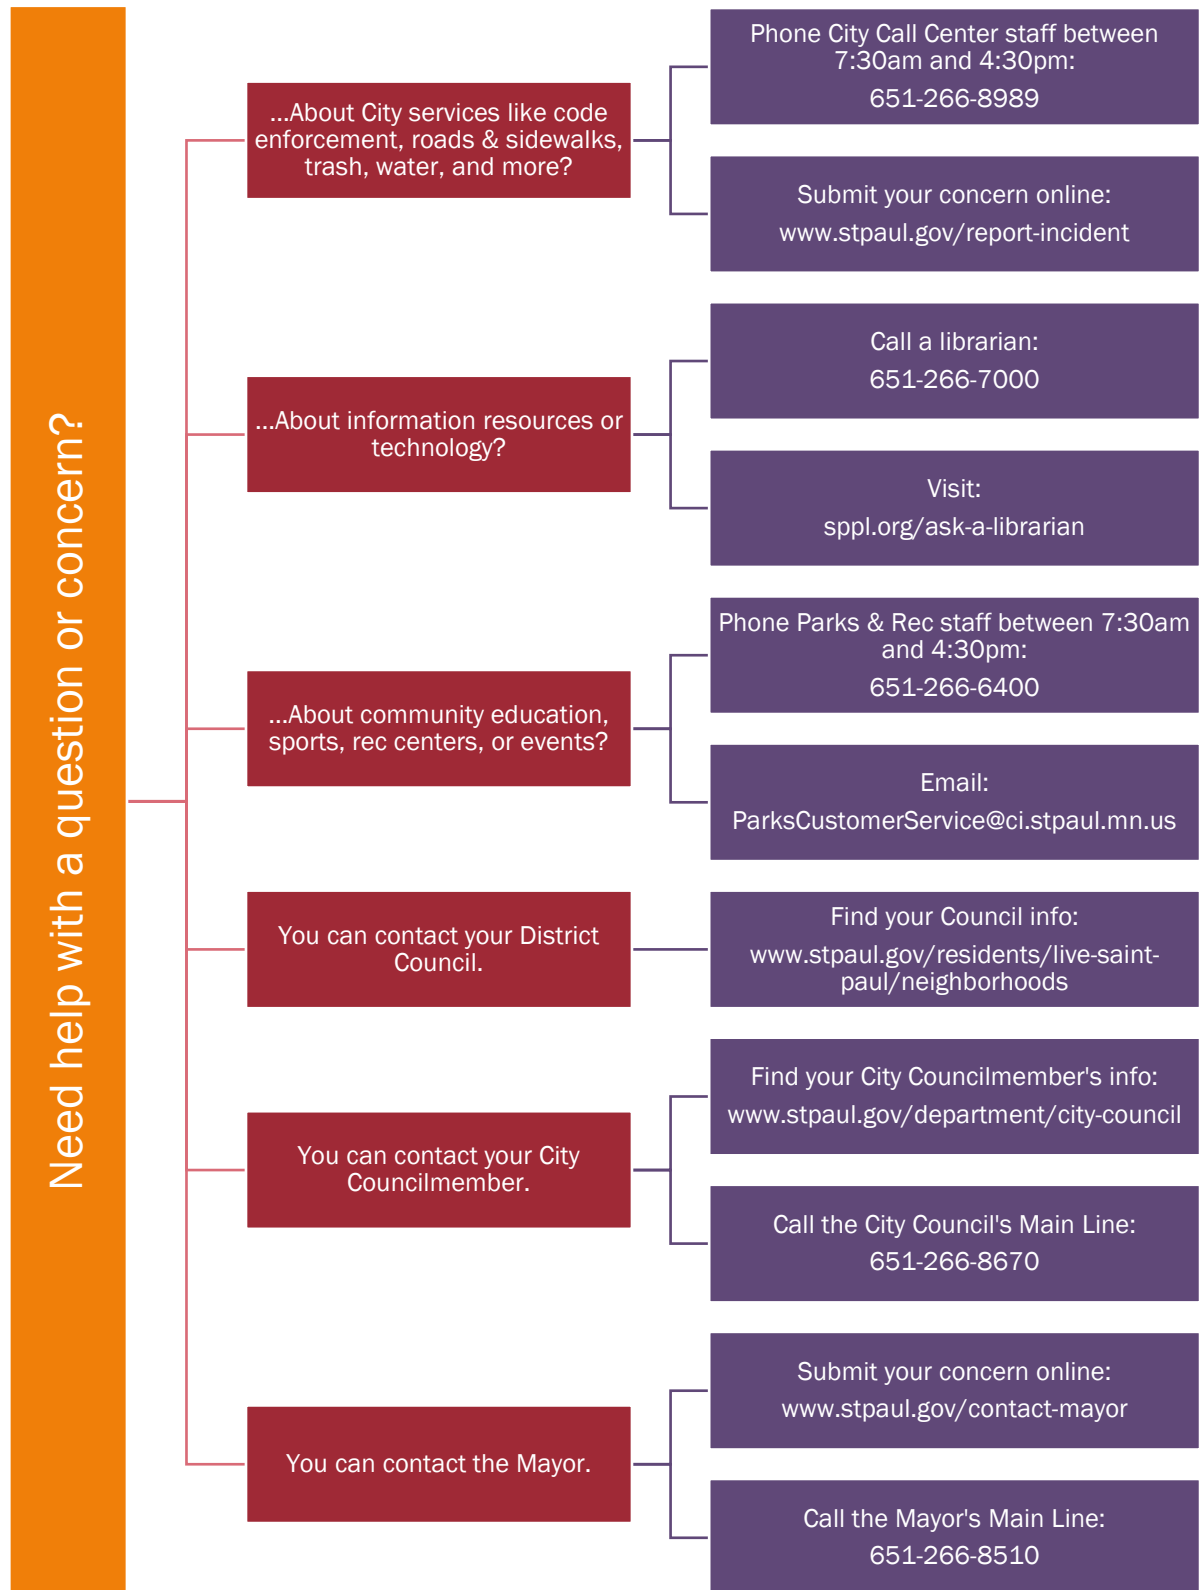 Need help with a question or concern?
...About City services like code
enforcement, roads & sidewalks,
trash, water, and more?
Phone City Call Center staff between
7:30am and 4:30pm:
651-266-8989
Submit your concern online:
www.stpaul.gov/report-incident
...About information resources or
technology?
Call a librarian:
651-266-7000
Visit:
sppl.org/ask-a-librarian
...About community education,
sports, rec centers, or events?
Phone Parks & Rec staff between 7:30am
and 4:30pm:
651-266-6400
Email:
ParksCustomerService@ci.stpaul.mn.us
You can contact your District
Council.
Find your Council info:
www.stpaul.gov/residents/live-saint-
paul/neighborhoods
You can contact your City
Councilmember.
Find your City Councilmember's info:
www.stpaul.gov/department/city-council
Call the City Council's Main Line:
651-266-8670
You can contact the Mayor.
Submit your concern online:
www.stpaul.gov/contact-mayor
Call the Mayor's Main Line:
651-266-8510